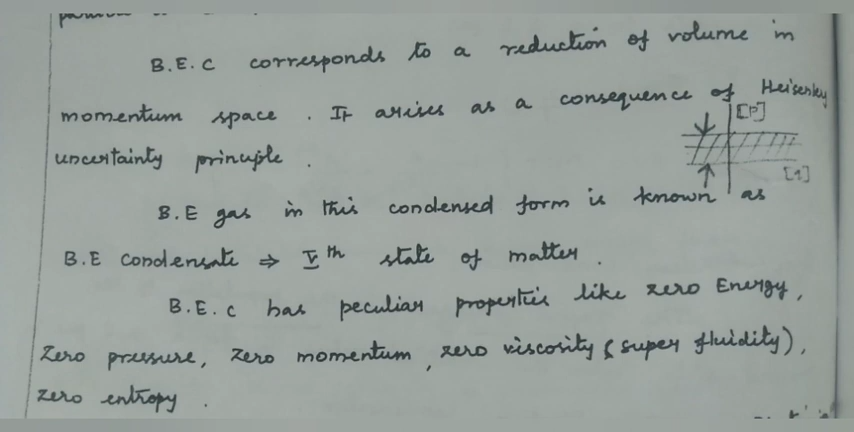 B.E.C corresponds to a reduction of volume in
momentum space. It arises as a consequence of Heisenberg
[P]
uncertainty principle.
[q]
B.E gas in this condensed form is known as
B.E Condensate ⇒ Vth state of matter.
B.E.C has peculiar properties like zero Energy,
Zero pressure, Zero momentum, zero viscosity (super fluidity),
zero entropy.